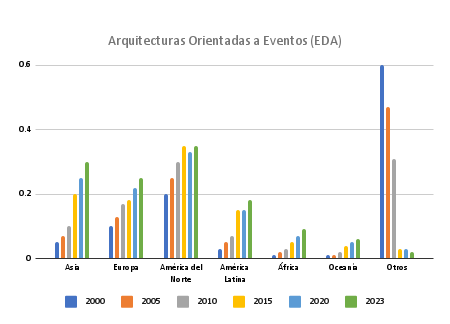 Arquitecturas Orientadas a Eventos (EDA)
0.6
0.4
0.2
0
Asia Europa América del Norte América Latina África Oceanía Otros
2000 2005 2010 2015 2020 2023